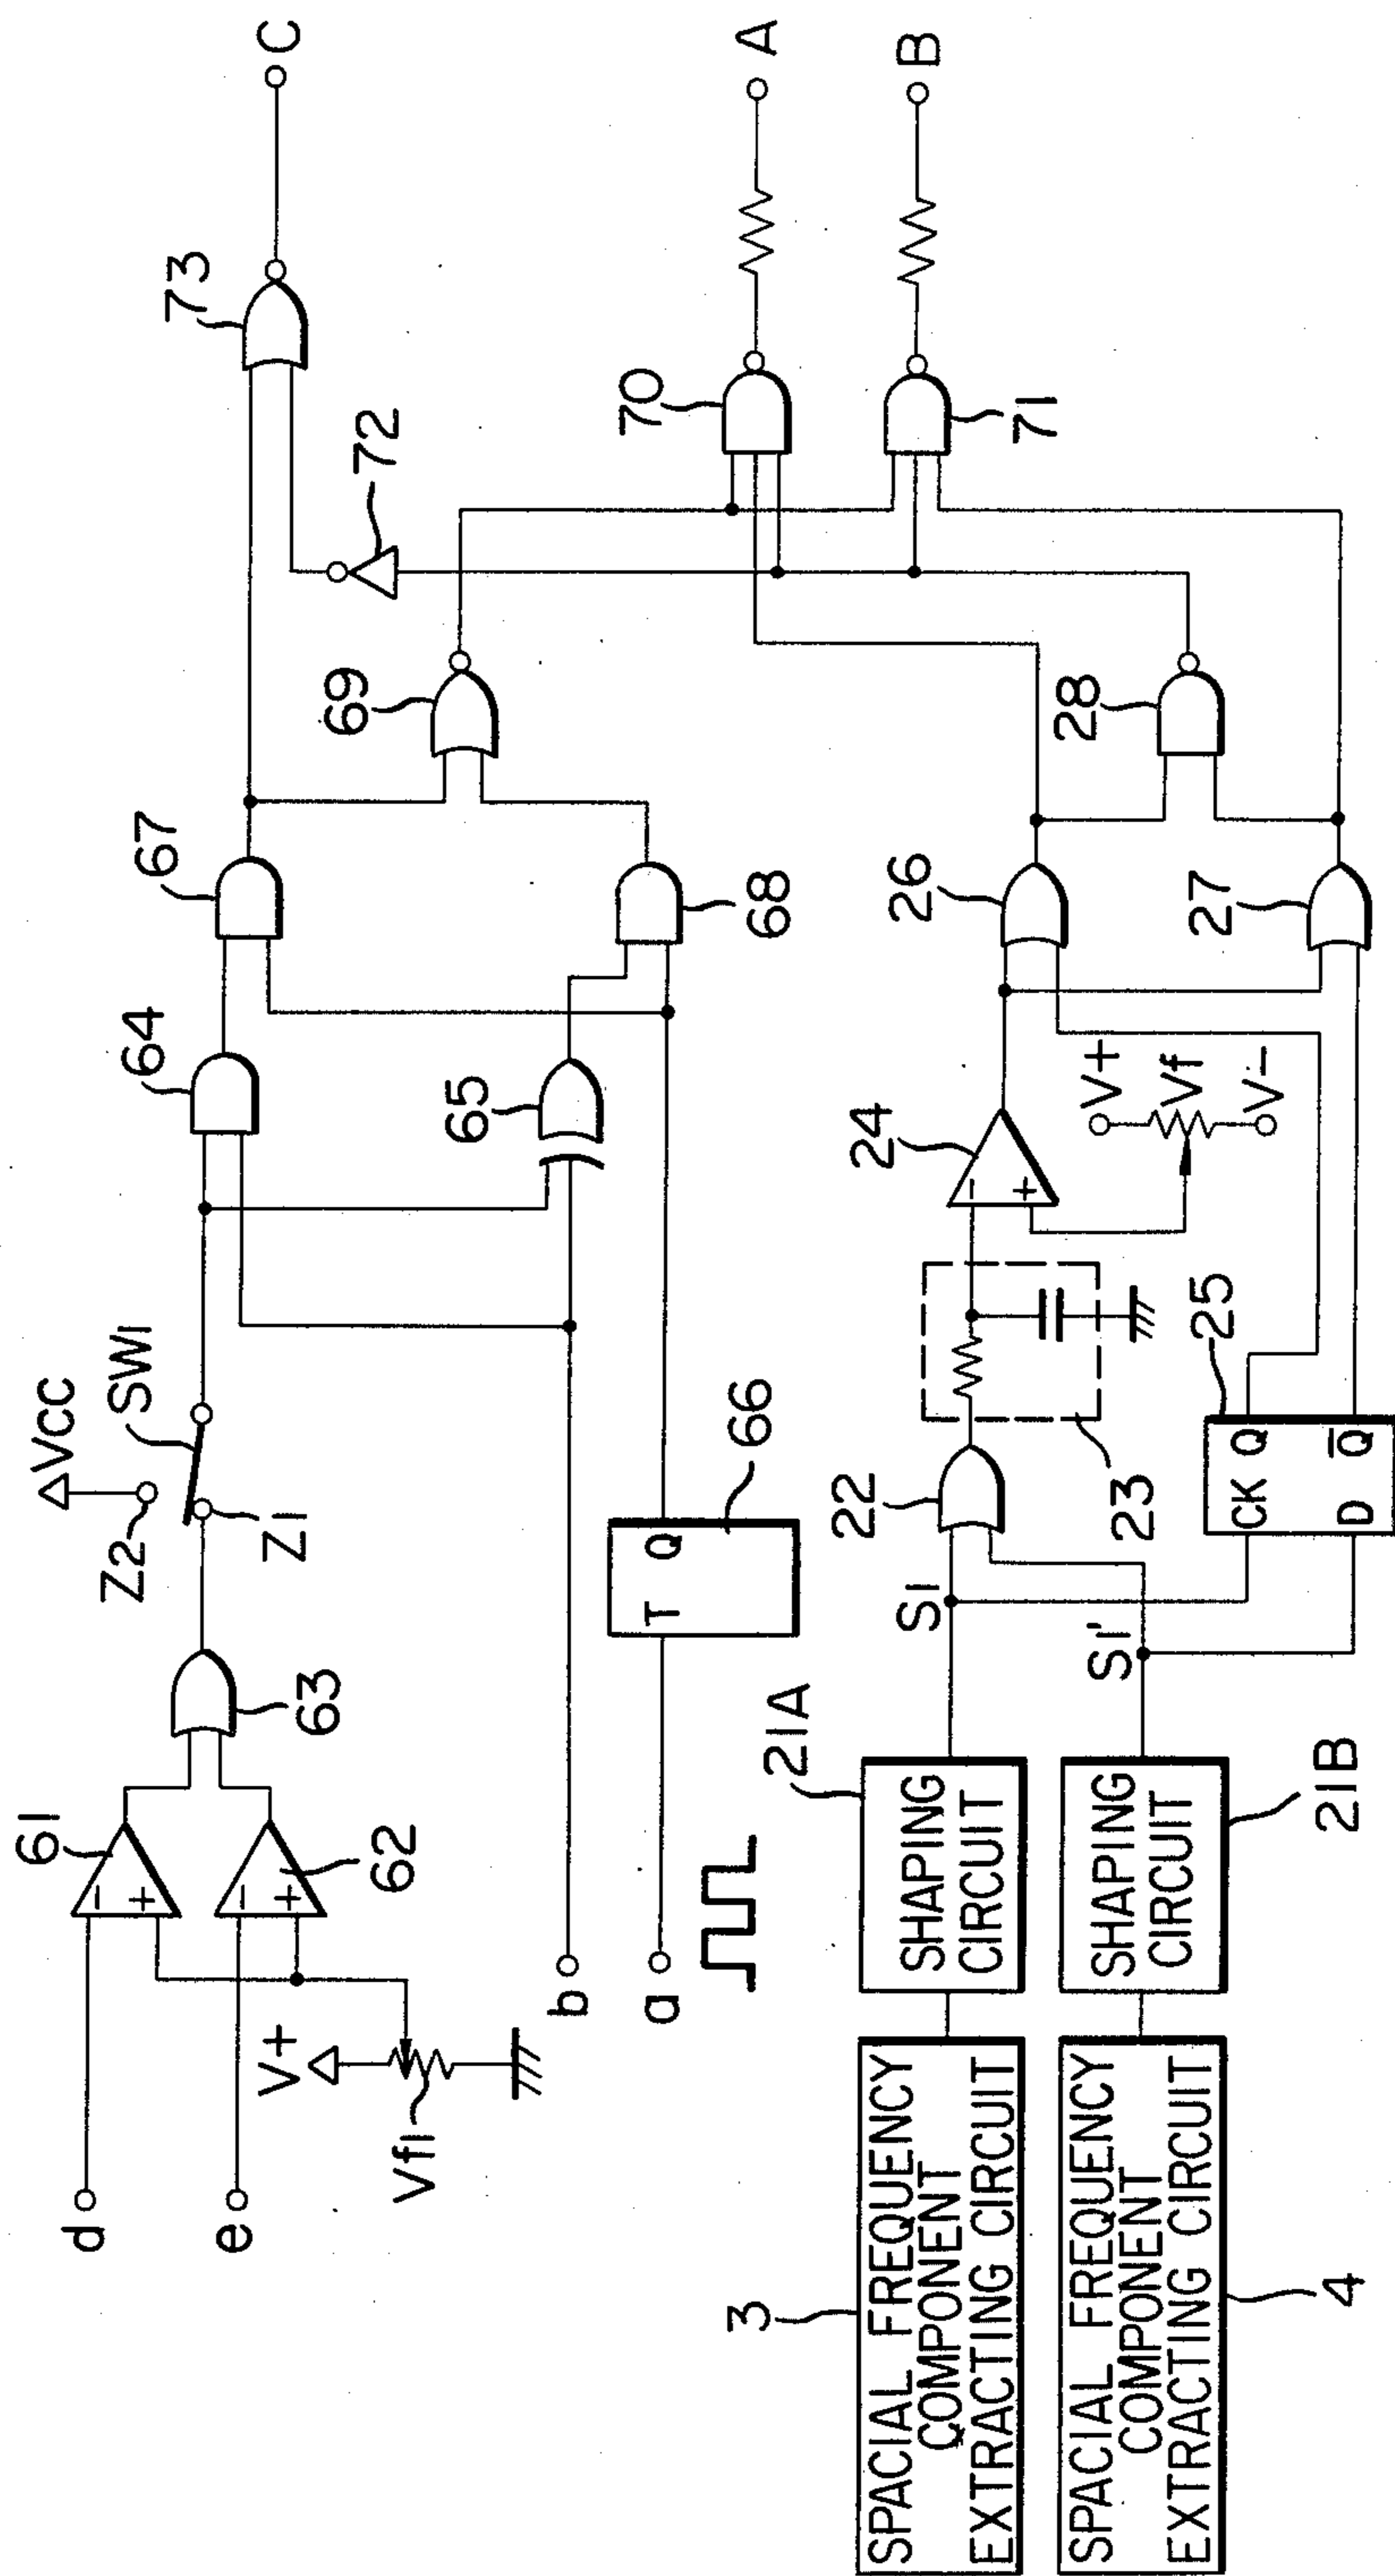 d
e
V+
Vf1
61
62
63
Z2
Z1
VCC
SW1
64
65
67
68
69
72
73
C
b
a
T Q
66
70
71
A
B
3
SPACIAL FREQUENCY
COMPONENT
EXTRACTING CIRCUIT
SHAPING
CIRCUIT
21A
4
SPACIAL FREQUENCY
COMPONENT
EXTRACTING CIRCUIT
SHAPING
CIRCUIT
21B
S1
S1'
22
23
24
V+
Vf
V-
CK Q
D Q̅
25
26
27
28
− +
− +
− +